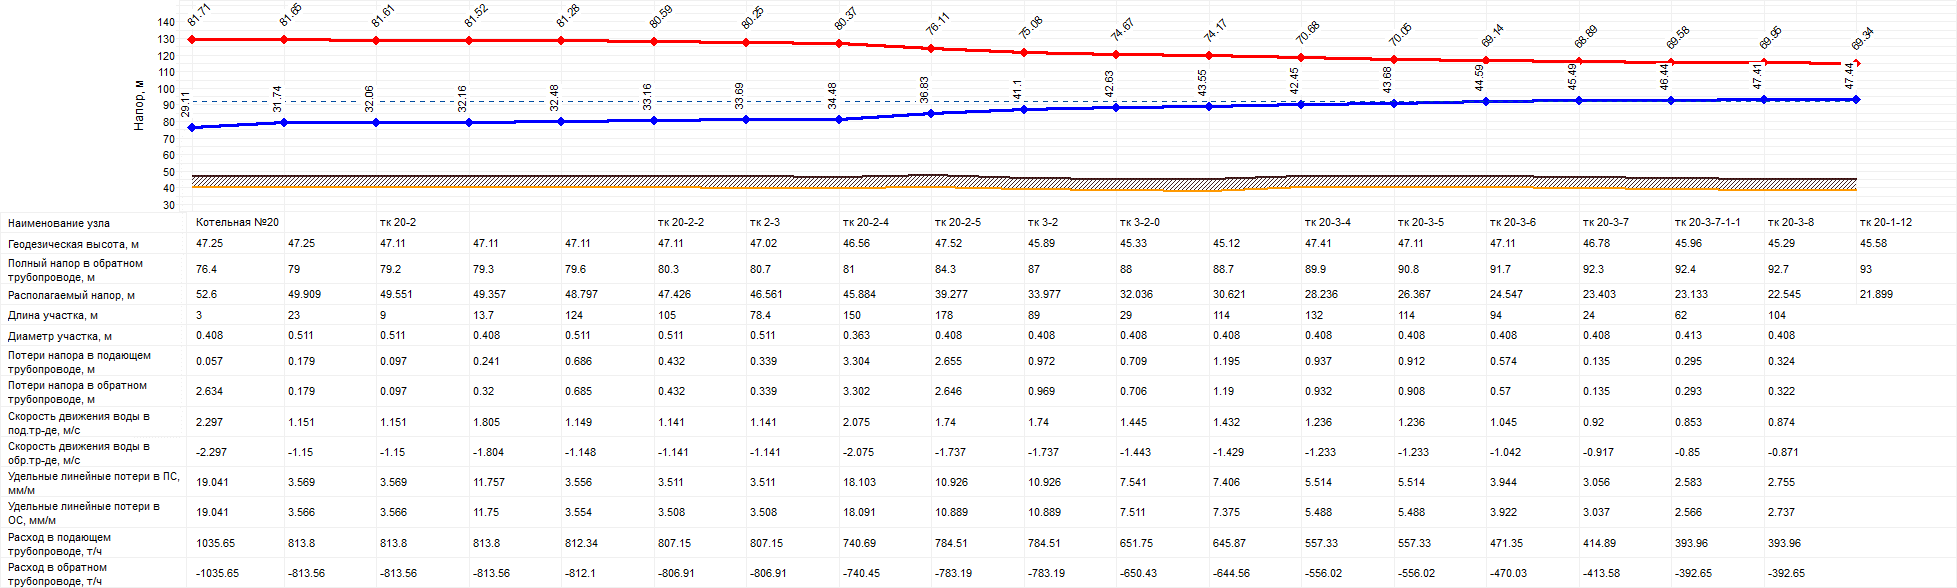 81.71 81.65 81.61 81.52 81.28 80.59 80.25 80.37 76.11 75.08 74.67 74.17 70.68 70.05 69.14 68.89 69.58 69.95 69.34
140
130
120
110
100
90
80
70
60
50
40
30
Напор, м
29.11 31.74 32.06 32.16 32.48 33.16 33.69 34.48 36.83 41.1 42.63 43.55 42.45 43.68 44.59 45.49 46.44 47.41 47.44
Наименование узла Котельная №20 тк 20-2 тк 20-2-2 тк 2-3 тк 20-2-4 тк 20-2-5 тк 3-2 тк 3-2-0 тк 20-3-4 тк 20-3-5 тк 20-3-6 тк 20-3-7 тк 20-3-7-1-1 тк 20-3-8 тк 20-1-12
Геодезическая высота, м 47.25 47.25 47.11 47.11 47.11 47.11 47.02 46.56 47.52 45.89 45.33 45.12 47.41 47.11 47.11 46.78 45.96 45.29 45.58
Полный напор в обратном
трубопроводе, м 76.4 79 79.2 79.3 79.6 80.3 80.7 81 84.3 87 88 88.7 89.9 90.8 91.7 92.3 92.4 92.7 93
Располагаемый напор, м 52.6 49.909 49.551 49.357 48.797 47.426 46.561 45.884 39.277 33.977 32.036 30.621 28.236 26.367 24.547 23.403 23.133 22.545 21.899
Длина участка, м 3 23 9 13.7 124 105 78.4 150 178 89 29 114 132 114 94 24 62 104
Диаметр участка, м 0.408 0.511 0.511 0.408 0.511 0.511 0.511 0.363 0.408 0.408 0.408 0.408 0.408 0.408 0.408 0.408 0.413 0.408
Потери напора в подающем
трубопроводе, м 0.057 0.179 0.097 0.241 0.686 0.432 0.339 3.304 2.655 0.972 0.709 1.195 0.937 0.912 0.574 0.135 0.295 0.324
Потери напора в обратном
трубопроводе, м 2.634 0.179 0.097 0.32 0.685 0.432 0.339 3.302 2.646 0.969 0.706 1.19 0.932 0.908 0.57 0.135 0.293 0.322
Скорость движения воды в
под.тр-де, м/с 2.297 1.151 1.151 1.805 1.149 1.141 1.141 2.075 1.74 1.74 1.445 1.432 1.236 1.236 1.045 0.92 0.853 0.874
Скорость движения воды в
обр.тр-де, м/с -2.297 -1.15 -1.15 -1.804 -1.148 -1.141 -1.141 -2.075 -1.737 -1.737 -1.443 -1.429 -1.233 -1.233 -1.042 -0.917 -0.85 -0.871
Удельные линейные потери в ПС,
мм/м 19.041 3.569 3.569 11.757 3.556 3.511 3.511 18.103 10.926 10.926 7.541 7.406 5.514 5.514 3.944 3.056 2.583 2.755
Удельные линейные потери в
ОС, мм/м 19.041 3.566 3.566 11.75 3.554 3.508 3.508 18.091 10.889 10.889 7.511 7.375 5.488 5.488 3.922 3.037 2.566 2.737
Расход в подающем
трубопроводе, т/ч 1035.65 813.8 813.8 813.8 812.34 807.15 807.15 740.69 784.51 784.51 651.75 645.87 557.33 557.33 471.35 414.89 393.96 393.96
Расход в обратном
трубопроводе, т/ч -1035.65 -813.56 -813.56 -813.56 -812.1 -806.91 -806.91 -740.45 -783.19 -783.19 -650.43 -644.56 -556.02 -556.02 -470.03 -413.58 -392.65 -392.65